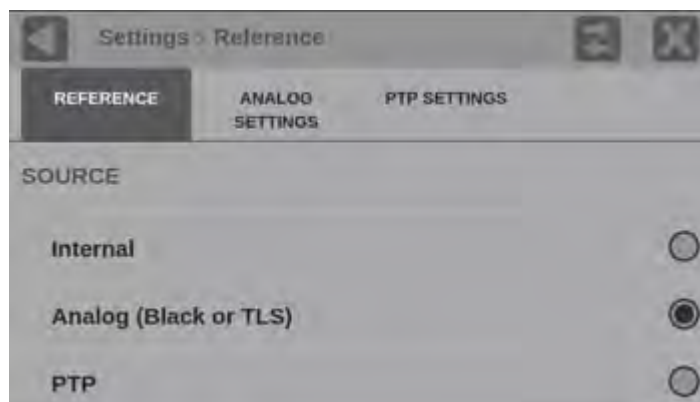 Settings > Reference
REFERENCE
ANALOG
SETTINGS
PTP SETTINGS
SOURCE
Internal
Analog (Black or TLS)
PTP